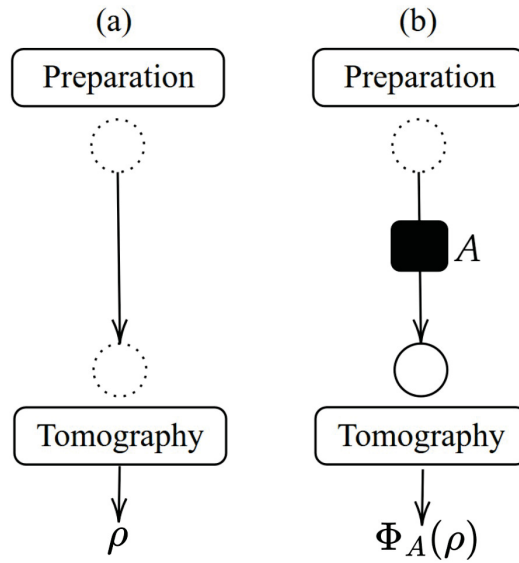 (a) (b)
Preparation Preparation
A
Tomography Tomography
ρ Φ_A(ρ)